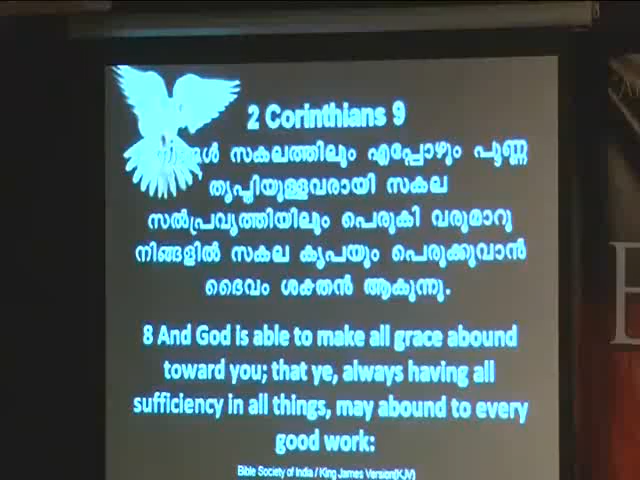 2 Corinthians 9
സകലത്തിലും എപ്പോഴും പൂണ്ണ
തൃപ്തിയുള്ളവരായി സകല
സൽപ്രവൃത്തിയിലും പെരുകി വരുമാറു
നിങ്ങളിൽ സകല കൃപയും പെരുക്കുവാൻ
ദൈവം ശക്തൻ ആകുന്നു.
8 And God is able to make all grace abound
toward you; that ye, always having all
sufficiency in all things, may abound to every
good work:
Bible Society of India / King James Version(KJV)